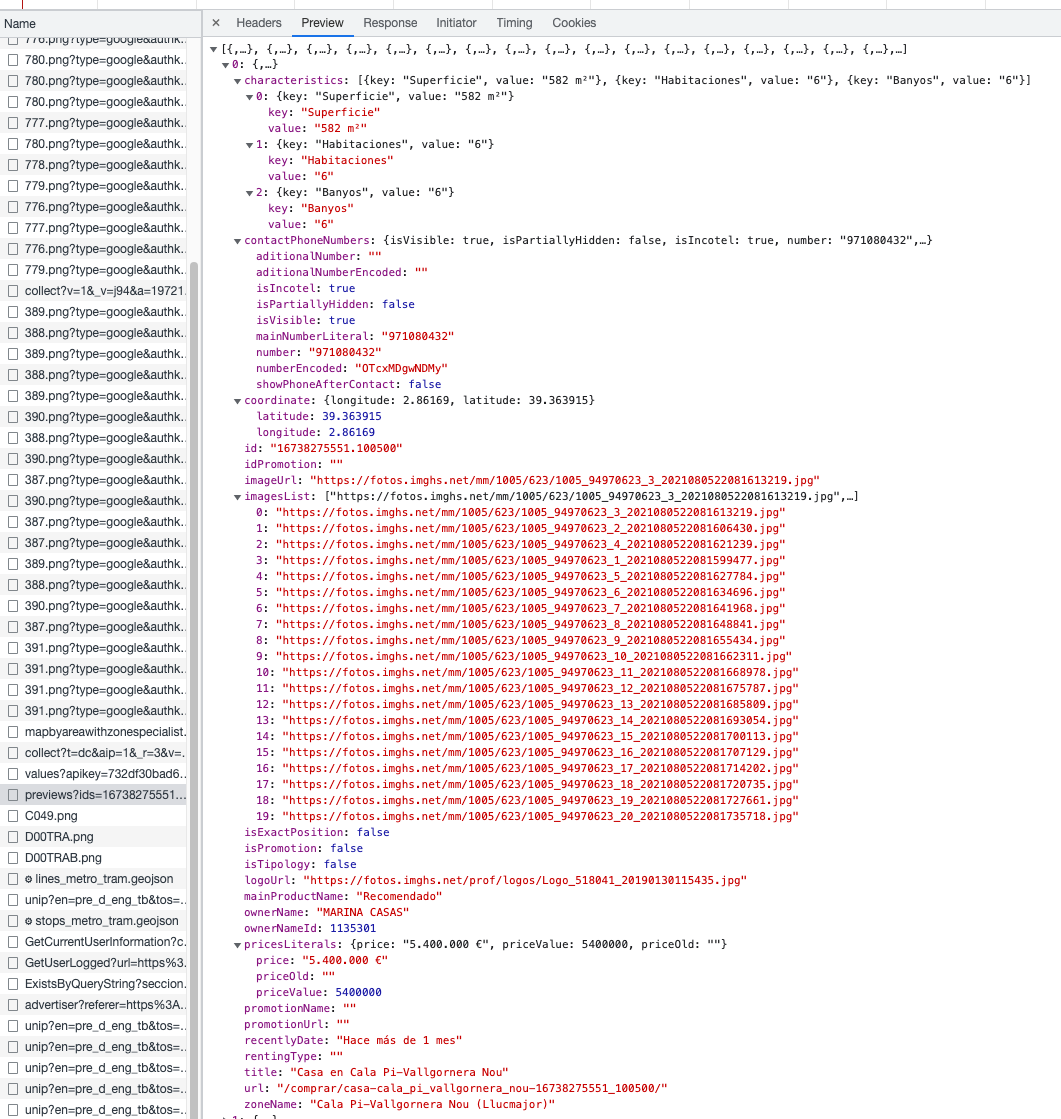 Name
776.png?type=google&authk..
780.png?type=google&authk..
780.png?type=google&authk..
780.png?type=google&authk..
777.png?type=google&authk..
780.png?type=google&authk..
778.png?type=google&authk..
779.png?type=google&authk..
776.png?type=google&authk..
777.png?type=google&authk..
776.png?type=google&authk..
779.png?type=google&authk..
collect?v=1&_v=j94&a=19721.
389.png?type=google&authk..
388.png?type=google&authk..
389.png?type=google&authk..
388.png?type=google&authk..
389.png?type=google&authk..
390.png?type=google&authk..
388.png?type=google&authk..
390.png?type=google&authk..
387.png?type=google&authk..
390.png?type=google&authk..
387.png?type=google&authk..
387.png?type=google&authk..
389.png?type=google&authk..
388.png?type=google&authk..
390.png?type=google&authk..
387.png?type=google&authk..
391.png?type=google&authk..
391.png?type=google&authk..
391.png?type=google&authk..
391.png?type=google&authk..
mapbyareawithzonespecialist.
collect?t=dc&aip=1&_r=3&v=..
values?apikey=732df30bad6..
previews?ids=16738275551...
C049.png
D00TRA.png
D00TRAB.png
lines_metro_tram.geojson
unip?en=pre_d_eng_tb&tos=..
stops_metro_tram.geojson
GetCurrentUserInformation?c.
GetUserLogged?url=https%3.
ExistsByQueryString?seccion.
advertiser?referer=https%3A..
unip?en=pre_d_eng_tb&tos=..
unip?en=pre_d_eng_tb&tos=..
unip?en=pre_d_eng_tb&tos=..
unip?en=pre_d_eng_tb&tos=..
unip?en=pre_d_eng_tb&tos=..
× Headers Preview Response Initiator Timing Cookies
[{,…}, {,…}, {,…}, {,…}, {,…}, {,…}, {,…}, {,…}, {,…}, {,…}, {,…}, {,…}, {,…}, {,…}, {,…}, {,…}, {,…},…]
0: {,…}
characteristics: [{key: "Superficie", value: "582 m²"}, {key: "Habitaciones", value: "6"}, {key: "Banyos", value: "6"}]
0: {key: "Superficie", value: "582 m²"}
key: "Superficie"
value: "582 m²"
1: {key: "Habitaciones", value: "6"}
key: "Habitaciones"
value: "6"
2: {key: "Banyos", value: "6"}
key: "Banyos"
value: "6"
contactPhoneNumbers: {isVisible: true, isPartiallyHidden: false, isIncotel: true, number: "971080432",…}
aditionalNumber: ""
aditionalNumberEncoded: ""
isIncotel: true
isPartiallyHidden: false
isVisible: true
mainNumberLiteral: "971080432"
number: "971080432"
numberEncoded: "OTcxMDgwNDMy"
showPhoneAfterContact: false
coordinate: {longitude: 2.86169, latitude: 39.363915}
latitude: 39.363915
longitude: 2.86169
id: "16738275551.100500"
idPromotion: ""
imageUrl: "https://fotos.imghs.net/mm/1005/623/1005_94970623_3_2021080522081613219.jpg"
imagesList: ["https://fotos.imghs.net/mm/1005/623/1005_94970623_3_2021080522081613219.jpg",…]
0: "https://fotos.imghs.net/mm/1005/623/1005_94970623_3_2021080522081613219.jpg"
1: "https://fotos.imghs.net/mm/1005/623/1005_94970623_2_2021080522081606430.jpg"
2: "https://fotos.imghs.net/mm/1005/623/1005_94970623_4_2021080522081621239.jpg"
3: "https://fotos.imghs.net/mm/1005/623/1005_94970623_1_2021080522081599477.jpg"
4: "https://fotos.imghs.net/mm/1005/623/1005_94970623_5_2021080522081627784.jpg"
5: "https://fotos.imghs.net/mm/1005/623/1005_94970623_6_2021080522081634696.jpg"
6: "https://fotos.imghs.net/mm/1005/623/1005_94970623_7_2021080522081641968.jpg"
7: "https://fotos.imghs.net/mm/1005/623/1005_94970623_8_2021080522081648841.jpg"
8: "https://fotos.imghs.net/mm/1005/623/1005_94970623_9_2021080522081655434.jpg"
9: "https://fotos.imghs.net/mm/1005/623/1005_94970623_10_2021080522081662311.jpg"
10: "https://fotos.imghs.net/mm/1005/623/1005_94970623_11_2021080522081668978.jpg"
11: "https://fotos.imghs.net/mm/1005/623/1005_94970623_12_2021080522081675787.jpg"
12: "https://fotos.imghs.net/mm/1005/623/1005_94970623_13_2021080522081685809.jpg"
13: "https://fotos.imghs.net/mm/1005/623/1005_94970623_14_2021080522081693054.jpg"
14: "https://fotos.imghs.net/mm/1005/623/1005_94970623_15_2021080522081700113.jpg"
15: "https://fotos.imghs.net/mm/1005/623/1005_94970623_16_2021080522081707129.jpg"
16: "https://fotos.imghs.net/mm/1005/623/1005_94970623_17_2021080522081714202.jpg"
17: "https://fotos.imghs.net/mm/1005/623/1005_94970623_18_2021080522081720735.jpg"
18: "https://fotos.imghs.net/mm/1005/623/1005_94970623_19_2021080522081727661.jpg"
19: "https://fotos.imghs.net/mm/1005/623/1005_94970623_20_2021080522081735718.jpg"
isExactPosition: false
isPromotion: false
isTipology: false
logoUrl: "https://fotos.imghs.net/prof/logos/Logo_518041_20190130115435.jpg"
mainProductName: "Recomendado"
ownerName: "MARINA CASAS"
ownerNameId: 1135301
pricesLiterals: {price: "5.400.000 €", priceValue: 5400000, priceOld: ""}
price: "5.400.000 €"
priceOld: ""
priceValue: 5400000
promotionName: ""
promotionUrl: ""
recentlyDate: "Hace más de 1 mes"
rentingType: ""
title: "Casa en Cala Pi-Vallgornera Nou"
url: "/comprar/casa-cala_pi_vallgornera_nou-16738275551_100500/"
zoneName: "Cala Pi-Vallgornera Nou (Llucmajor)"
1: {,…}